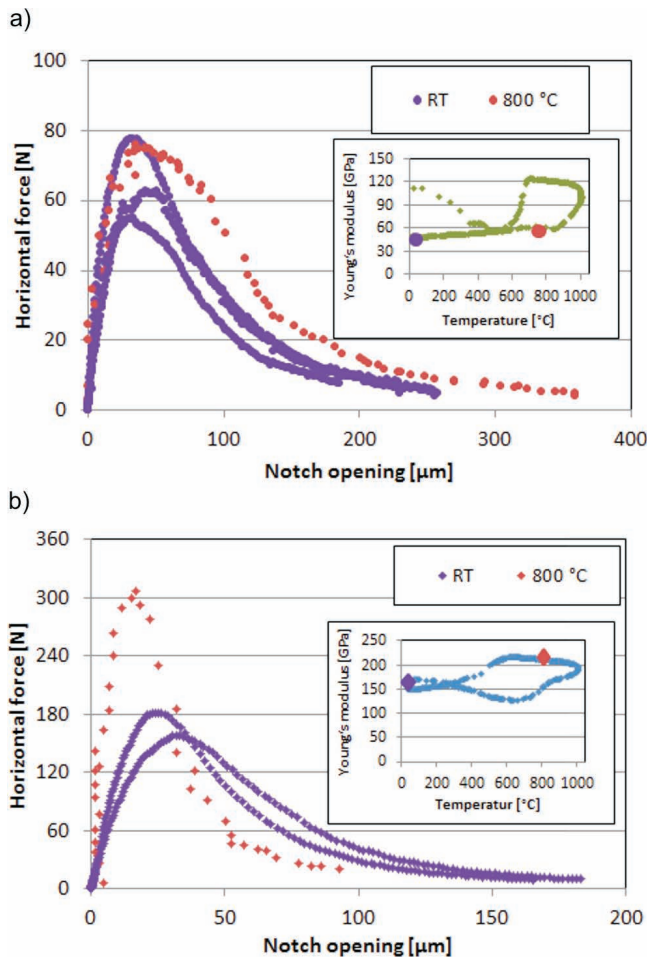 a)
100
80
60
40
20
0
Horizontal force [N]
RT 800 °C
150
120
90
60
30
0
Young's modulus [GPa]
0 200 400 600 800 1000
Temperature [°C]
0 100 200 300 400
Notch opening [µm]
b)
360
300
240
180
120
60
0
Horizontal force [N]
RT 800 °C
250
200
150
100
50
0
Young's modulus [GPa]
0 200 400 600 800 1000
Temperatur [°C]
0 50 100 150 200
Notch opening [µm]